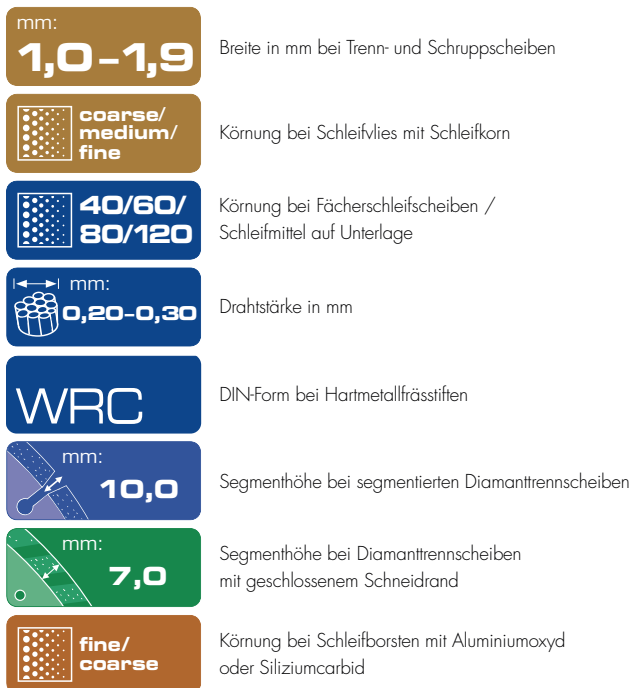 mm:
1,0–1,9
Breite in mm bei Trenn- und Schruppscheiben
coarse/
medium/
fine
Körnung bei Schleifvlies mit Schleifkorn
40/60/
80/120
Körnung bei Fächerschleifscheiben /
Schleifmittel auf Unterlage
mm:
0,20–0,30
Drahtstärke in mm
WRC
DIN-Form bei Hartmetallfrässtiften
mm:
10,0
Segmenthöhe bei segmentierten Diamanttrennscheiben
mm:
7,0
Segmenthöhe bei Diamanttrennscheiben
mit geschlossenem Schneidrand
fine/
coarse
Körnung bei Schleifborsten mit Aluminiumoxyd
oder Siliziumcarbid